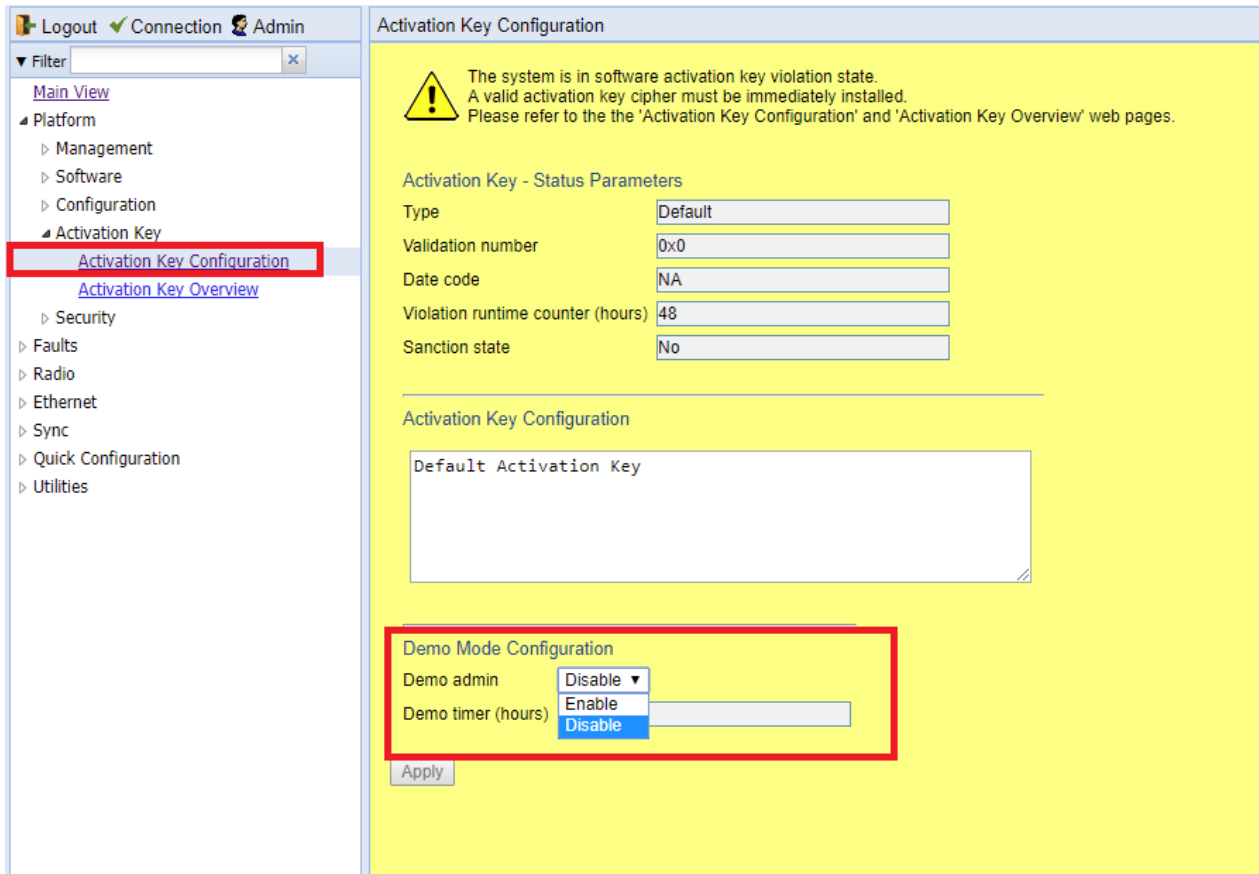 Logout Connection Admin
Filter
Main View
Platform
Management
Software
Configuration
Activation Key
Activation Key Configuration
Activation Key Overview
Security
Faults
Radio
Ethernet
Sync
Quick Configuration
Utilities
Activation Key Configuration
The system is in software activation key violation state.
A valid activation key cipher must be immediately installed.
Please refer to the the 'Activation Key Configuration' and 'Activation Key Overview' web pages.
Activation Key - Status Parameters
Type Default
Validation number 0x0
Date code NA
Violation runtime counter (hours) 48
Sanction state No
Activation Key Configuration
Default Activation Key
Demo Mode Configuration
Demo admin Disable
Enable
Demo timer (hours)
Disable
Apply